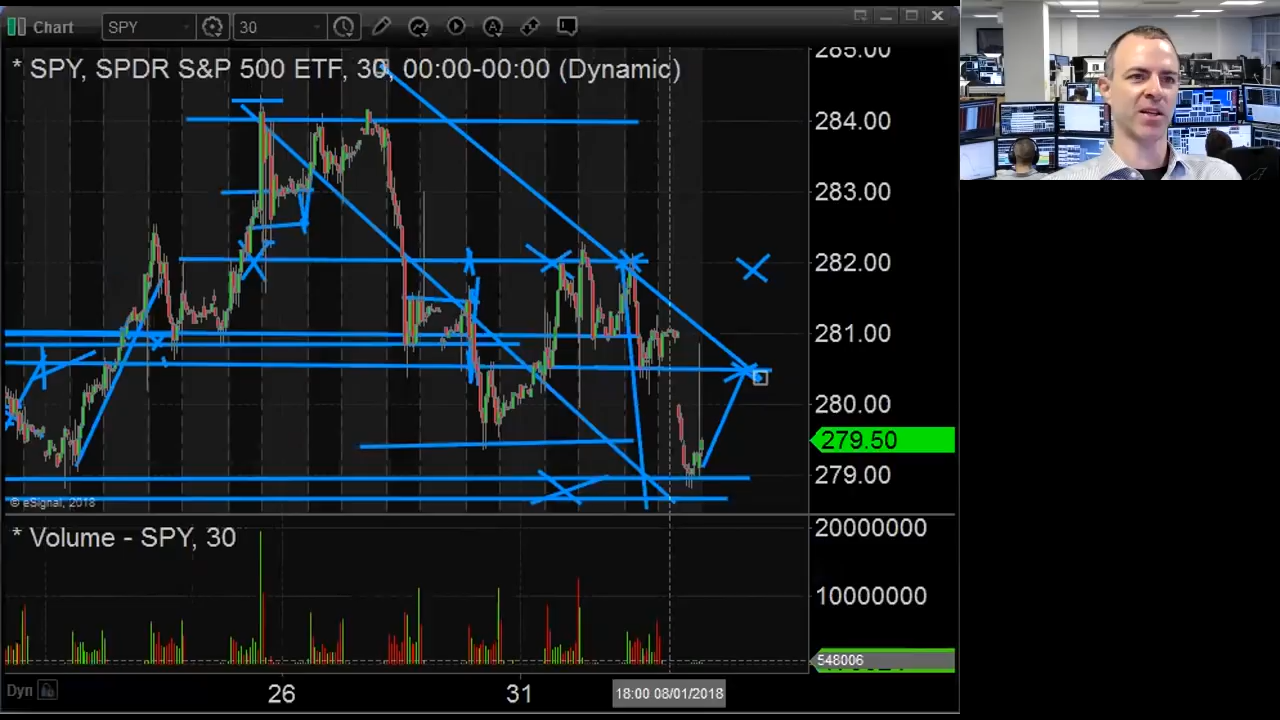 Chart SPY 30
* SPY, SPDR S&P 500 ETF, 30, 00:00-00:00 (Dynamic)
285.00
284.00
283.00
282.00
281.00
280.00
279.50
279.00
© eSignal, 2018
* Volume - SPY, 30
20000000
10000000
548006
Dyn
26
31
18:00 08/01/2018